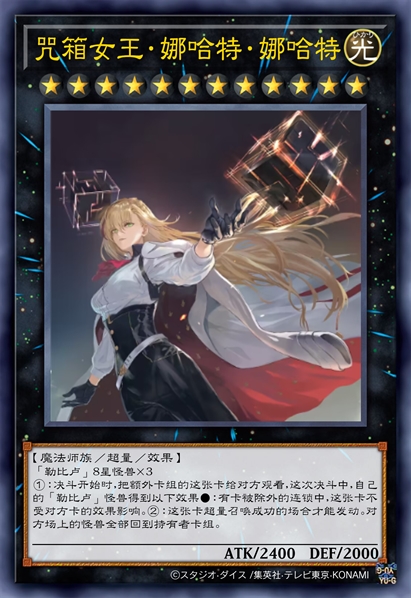 咒箱女王·娜哈特·娜哈特
ひかり
光
【魔法师族／超量／效果】
「勒比卢」8星怪兽×3
①：决斗开始时，把额外卡组的这张卡给对方观看，这次决斗中，自己
的「勒比卢」怪兽得到以下效果●：有卡被除外的连锁中，这张卡不
受对方卡的效果影响。②：这张卡超量召唤成功的场合才能发动。对
方场上的怪兽全部回到持有者卡组。
ATK/2400 DEF/2000
©スタジオ・ダイス /集英社・テレビ東京・KONAMI